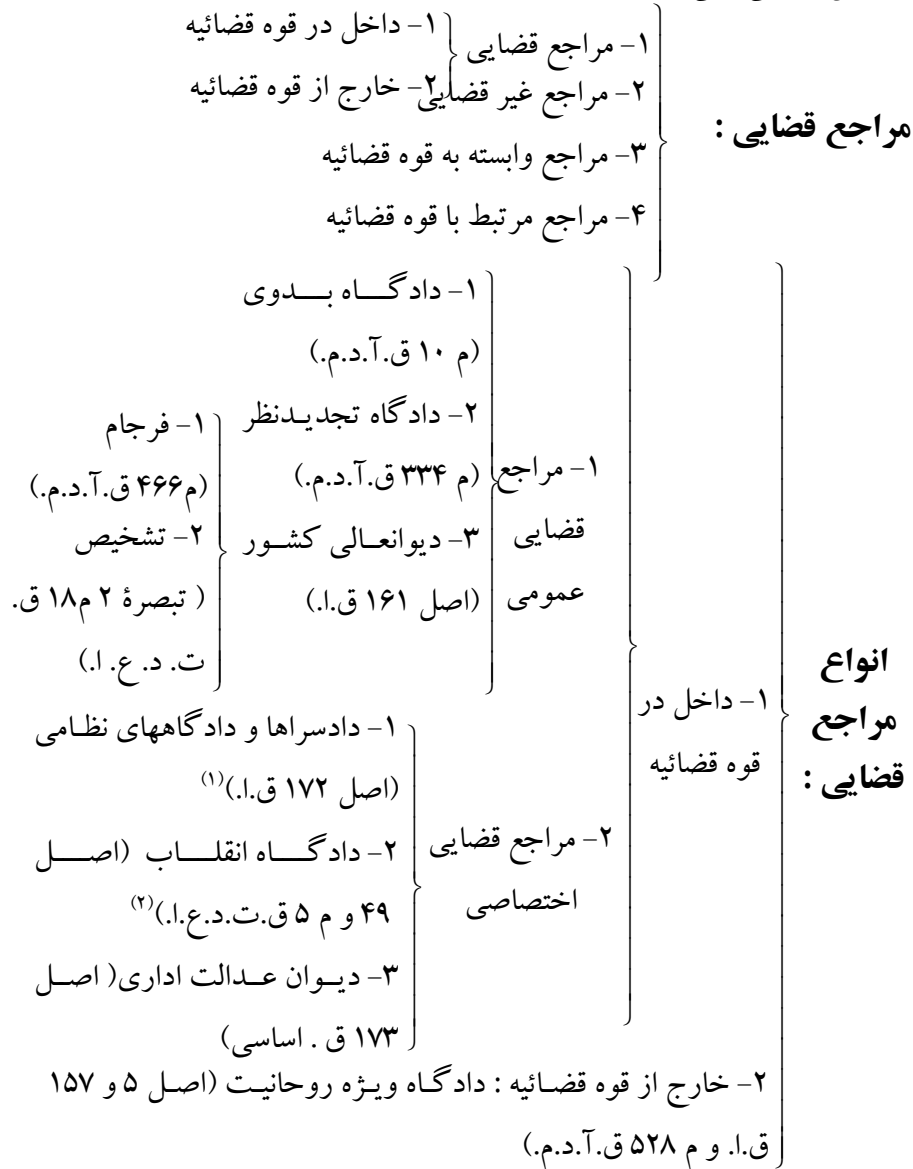 مراجع قضایی :
۱- مراجع قضایی
۱- داخل در قوه قضائیه
۲- خارج از قوه قضائیه
۲- مراجع غیر قضایی
۳- مراجع وابسته به قوه قضائیه
۴- مراجع مرتبط با قوه قضائیه
انواع
مراجع
قضایی :
۱- داخل در
قوه قضائیه
۱- مراجع
قضایی
عمومی
۱- دادگاه بدوی
(م ۱۰ ق.آ.د.م.)
۲- دادگاه تجدیدنظر
(م ۳۳۴ ق.آ.د.م.)
۳- دیوانعالی کشور
(اصل ۱۶۱ ق.ا.)
۱- فرجام
(م۴۶۶ ق.آ.د.م.)
۲- تشخیص
( تبصرۀ ۲ م۱۸ ق.
ت. د. ع. ا.)
۲- مراجع قضایی
اختصاصی
۱- دادسراها و دادگاههای نظامی
(اصل ۱۷۲ ق.ا.)(۱)
۲- دادگاه انقلاب (اصل
۴۹ و م ۵ ق.ت.د.ع.ا.)(۲)
۳- دیوان عدالت اداری( اصل
۱۷۳ ق . اساسی)
۲- خارج از قوه قضائیه : دادگاه ویژه روحانیت (اصل ۵ و ۱۵۷
ق.ا. و م ۵۲۸ ق.آ.د.م.)